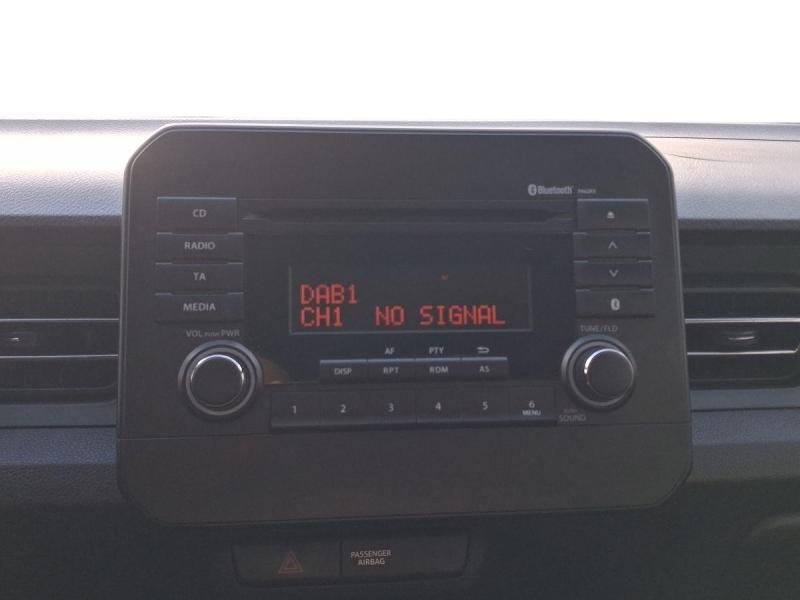 Bluetooth
CD
RADIO
TA
MEDIA
DAB1
CH1 NO SIGNAL
VOL PUSH PWR
TUNE/FLD
AF PTY
DISP RPT RDM AS
1 2 3 4 5 6
MENU
PUSH
SOUND
PASSENGER
AIRBAG